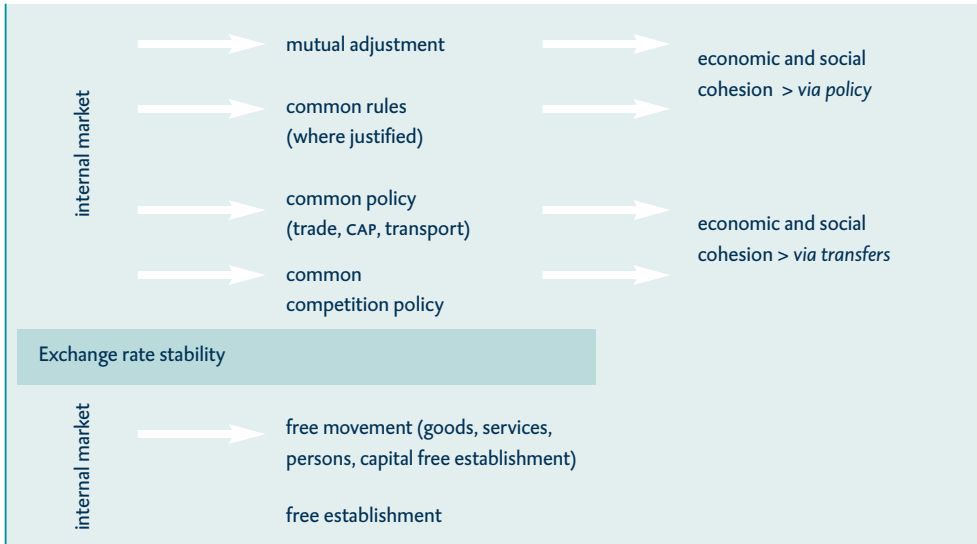 internal market
mutual adjustment
common rules
(where justified)
economic and social
cohesion > via policy
common policy
(trade, CAP, transport)
common
competition policy
economic and social
cohesion > via transfers
Exchange rate stability
internal market
free movement (goods, services,
persons, capital free establishment)
free establishment